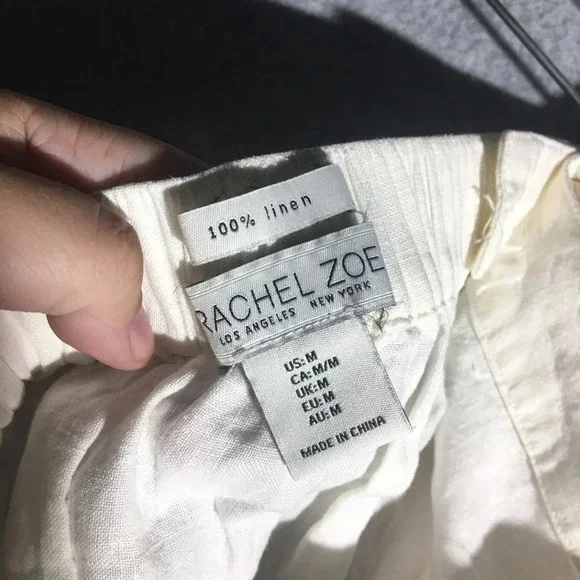 100% linen
RACHEL ZOE
LOS ANGELES NEW YORK
US: M
CA: M/M
UK: M
EU: M
AU: M
MADE IN CHINA